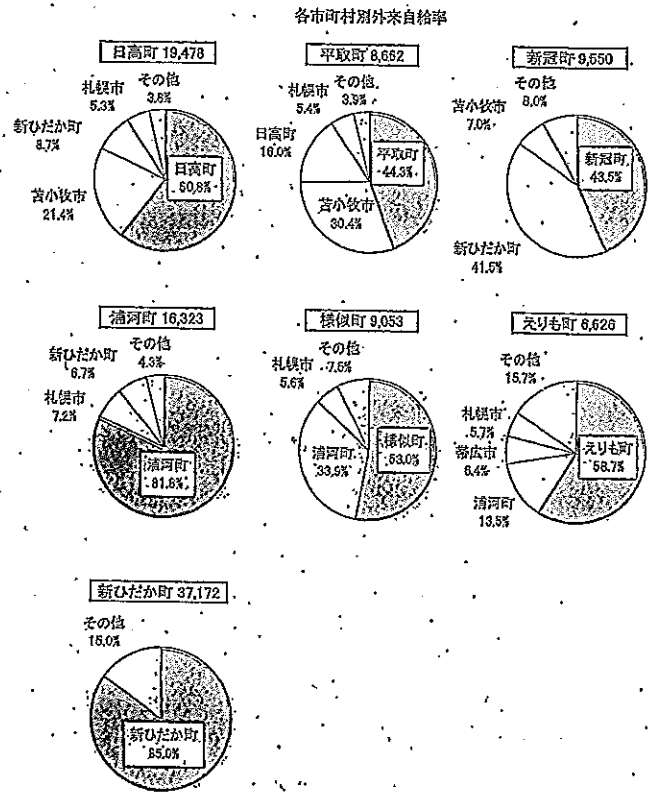 各市町村別外来自給率
日高町 19,478
札幌市
5.3%
その他
3.8%
新ひだか町
8.7%
苫小牧市
21.4%
日高町
60.8%
平取町 8,662
札幌市
5.4%
その他
3.9%
日高町
16.0%
苫小牧市
30.4%
平取町
44.3%
新冠町 9,550
その他
8.0%
苫小牧市
7.0%
新ひだか町
41.5%
新冠町
43.5%
浦河町 16,323
その他
4.3%
新ひだか町
6.7%
札幌市
7.2%
浦河町
81.8%
様似町 9,053
その他
7.5%
札幌市
5.6%
浦河町
33.9%
様似町
53.0%
えりも町 6,626
その他
15.7%
札幌市
5.7%
帯広市
6.4%
浦河町
13.5%
えりも町
58.7%
新ひだか町 37,172
その他
15.0%
新ひだか町
85.0%